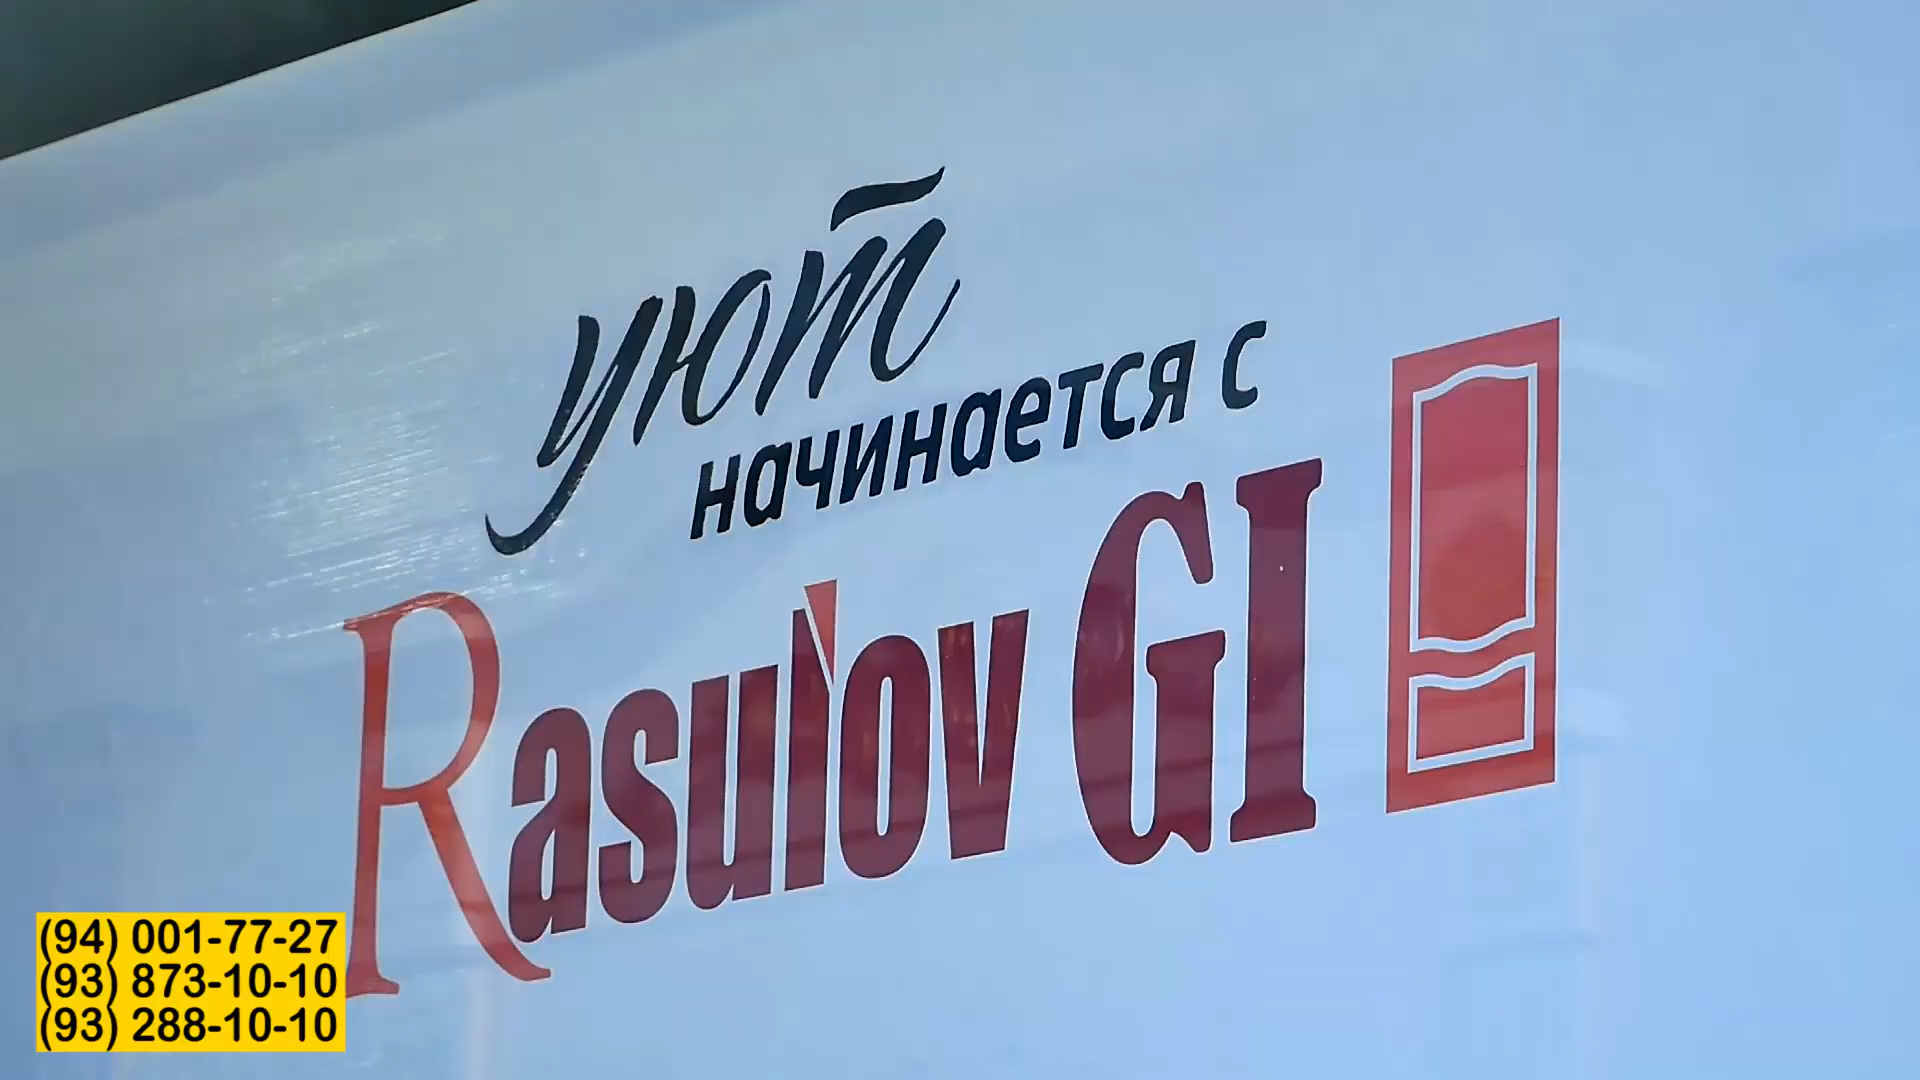 уют
начинается с
Rasulov GI
(94) 001-77-27
(93) 873-10-10
(93) 288-10-10